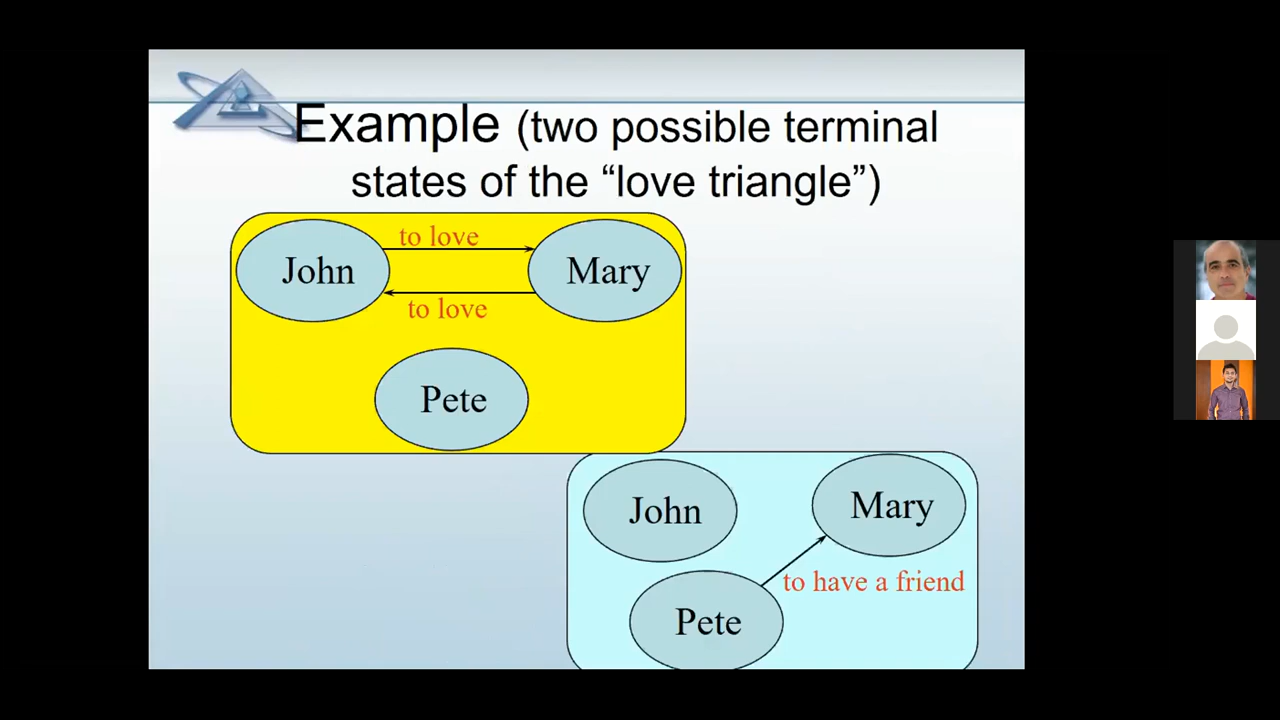 Example (two possible terminal
states of the “love triangle”)
to love
John
Mary
to love
Pete
John
Mary
to have a friend
Pete